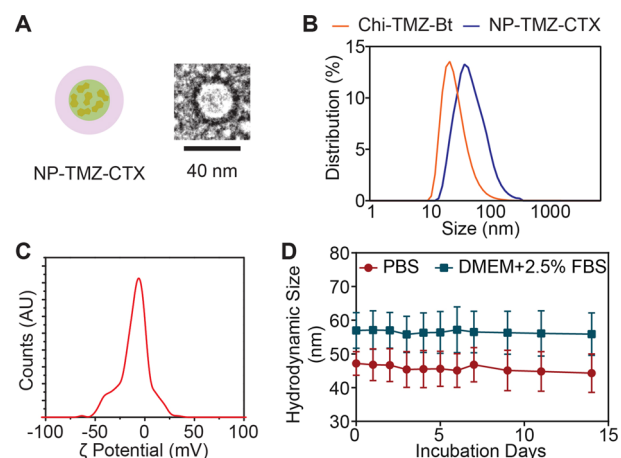 A
NP-TMZ-CTX
40 nm
B
Chi-TMZ-Bt NP-TMZ-CTX
Distribution (%)
15
10
5
0
1 10 100 1000
Size (nm)
C
Counts (AU)
-100 -50 0 50 100
ζ Potential (mV)
D
PBS DMEM+2.5% FBS
Hydrodynamic Size
(nm)
80
70
60
50
40
30
0 5 10 15
Incubation Days